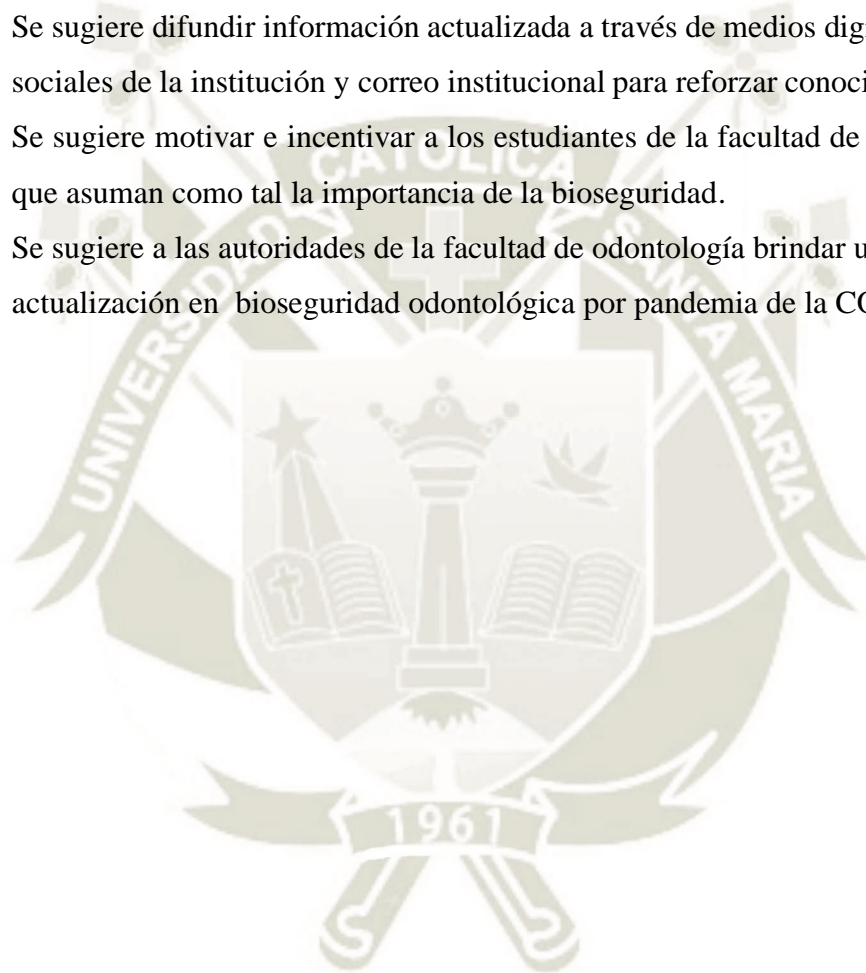 Se sugiere difundir información actualizada a través de medios dig
sociales de la institución y correo institucional para reforzar conoci
Se sugiere motivar e incentivar a los estudiantes de la facultad de
que asuman como tal la importancia de la bioseguridad.
Se sugiere a las autoridades de la facultad de odontología brindar u
actualización en  bioseguridad odontológica por pandemia de la CO
UNIVERSIDAD CATOLICA SANTA MARIA
1961